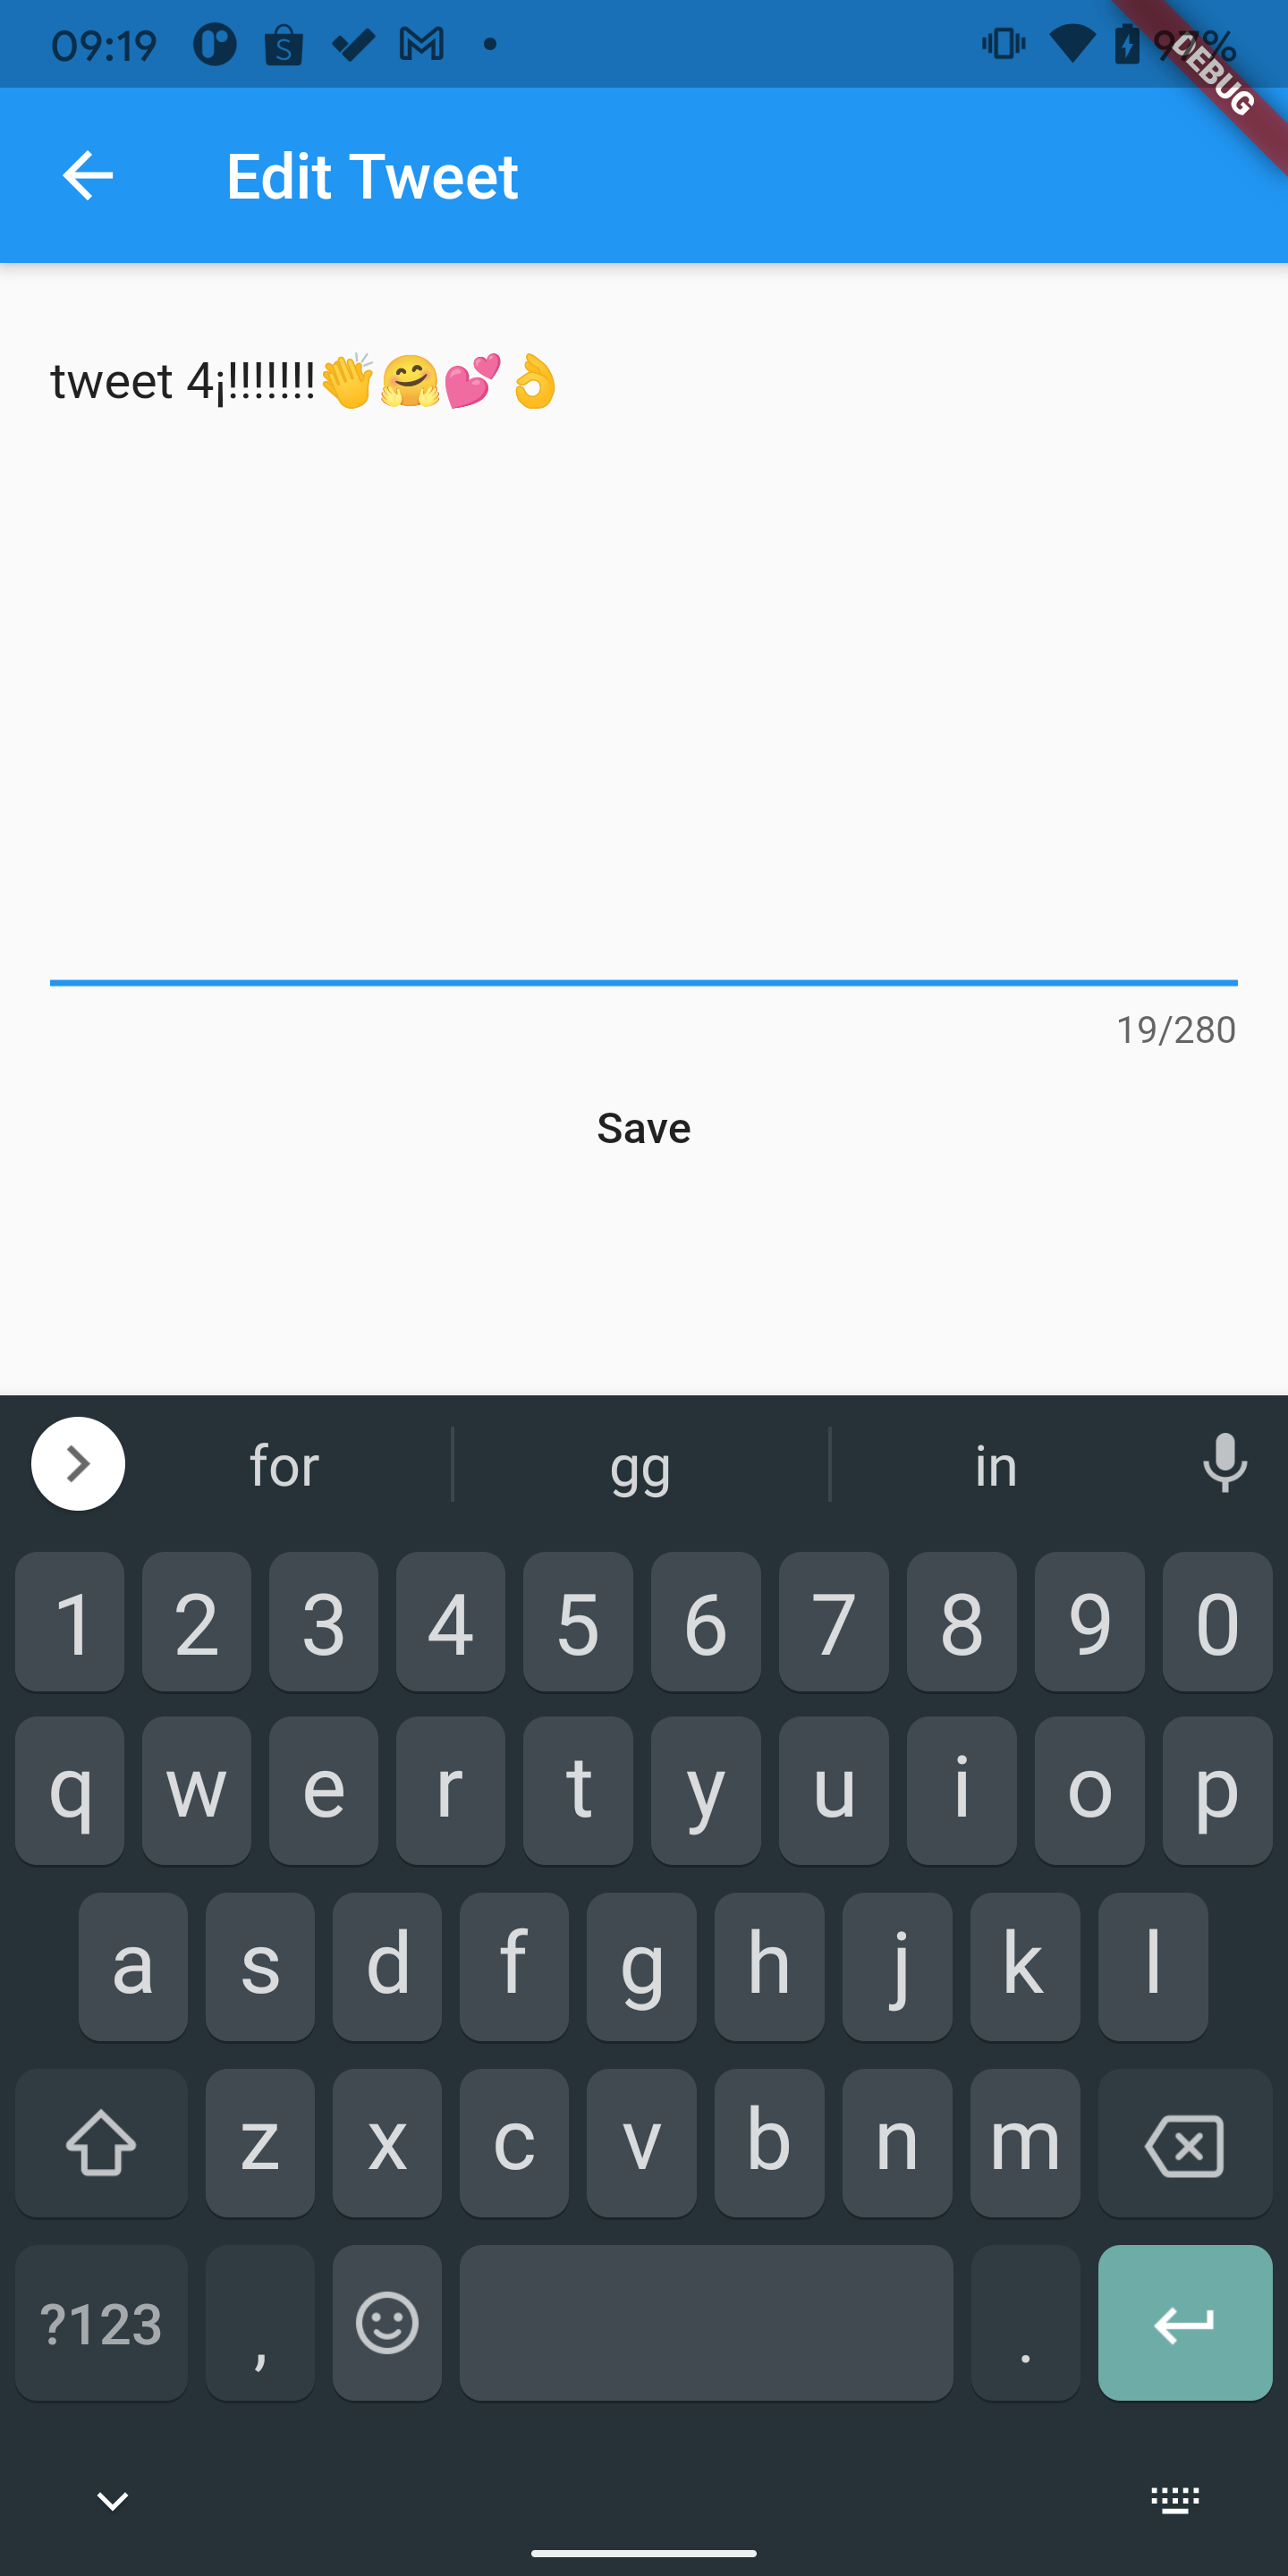 09:19 97%
DEBUG
Edit Tweet
tweet 4¡!!!!!!!👏🤗💕👌
19/280
Save
for gg in
1 2 3 4 5 6 7 8 9 0
q w e r t y u i o p
a s d f g h j k l
z x c v b n m
?123 , .